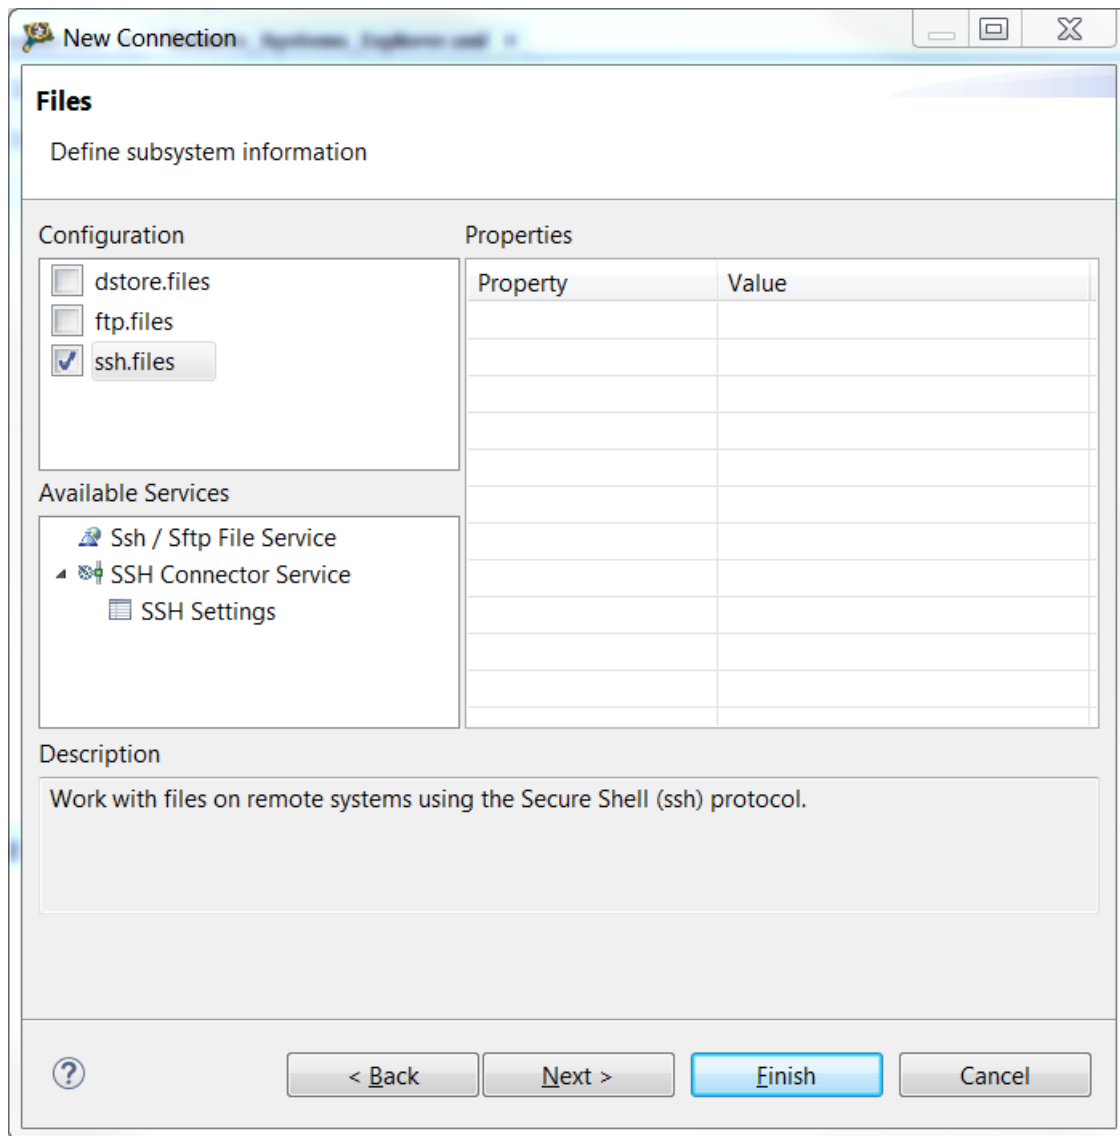 New Connection
Files
Define subsystem information
Configuration
dstore.files
ftp.files
ssh.files
Available Services
Ssh / Sftp File Service
SSH Connector Service
SSH Settings
Properties
Property Value
Description
Work with files on remote systems using the Secure Shell (ssh) protocol.
?
< Back Next > Finish Cancel